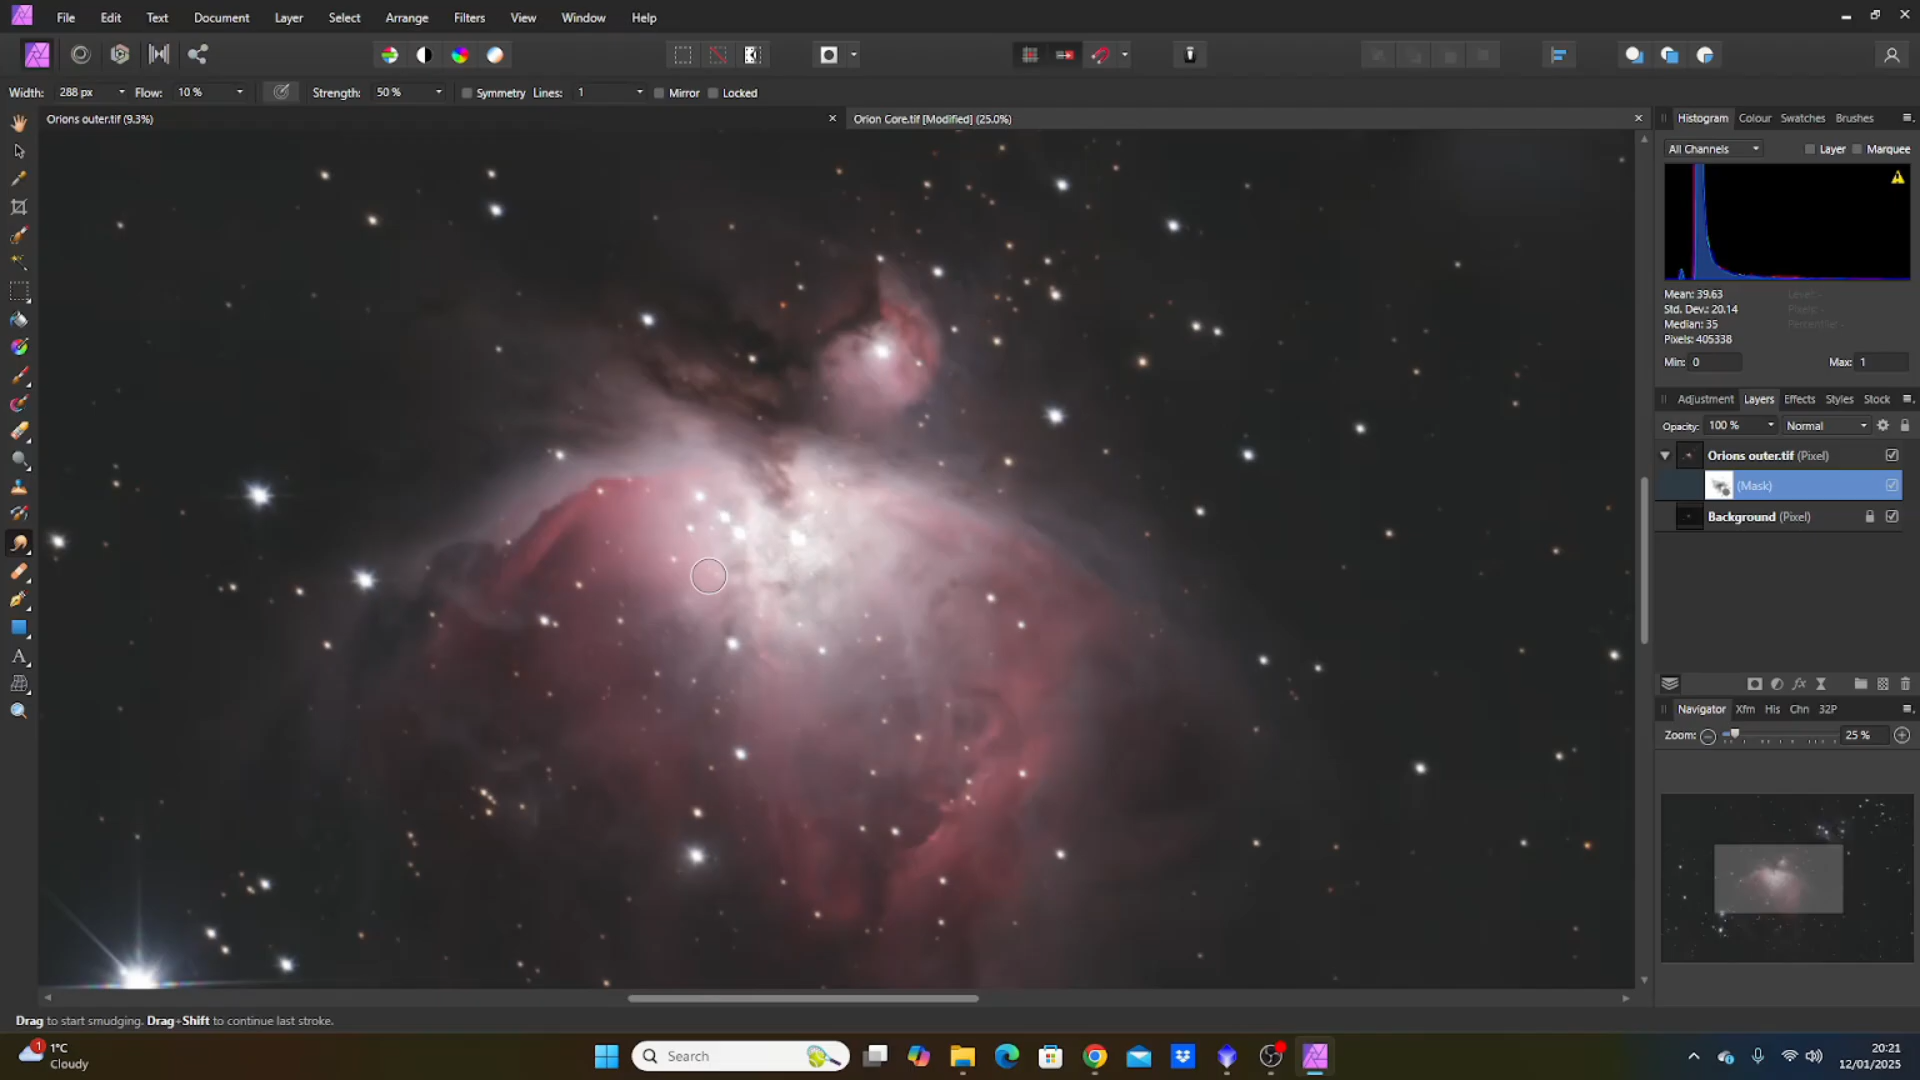 File Edit Text Document Layer Select Arrange Filters View Window Help
Width: 288 px Flow: 10 % Strength: 50 % Symmetry Lines: 1 Mirror Locked
Orions outer.tif (9.3%)
Orion Core.tif [Modified] (25.0%)
Histogram Colour Swatches Brushes
All Channels Layer Marquee
Mean: 39.63
Std. Dev.: 20.14
Median: 35
Pixels: 405338
Level: -
Pixels: -
Percentile: -
Min: 0 Max: 1
Adjustment Layers Effects Styles Stock
Opacity: 100 % Normal
Orions outer.tif (Pixel)
(Mask)
Background (Pixel)
Navigator Xfm His Chn 32P
Zoom: 25 %
Drag to start smudging. Drag+Shift to continue last stroke.
1
1°C
Cloudy
Search
20:21
12/01/2025